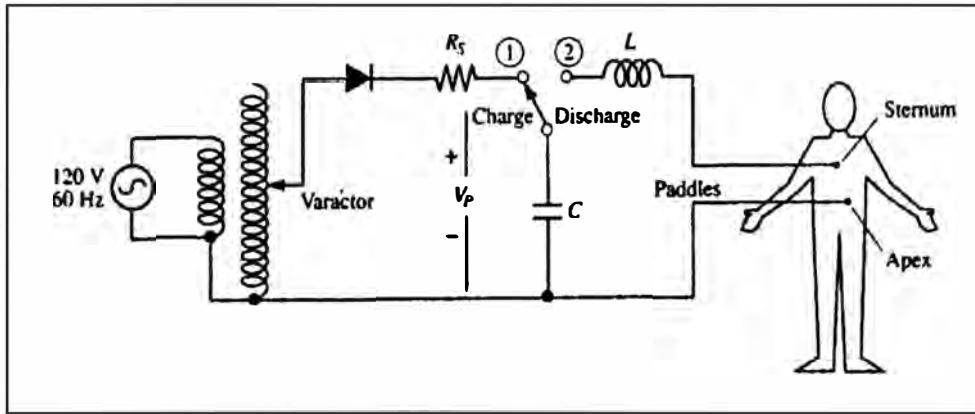 R_S
1
2
L
Charge
Discharge
Sternum
120 V
60 Hz
Varactor
+
V_P
−
C
Paddles
Apex